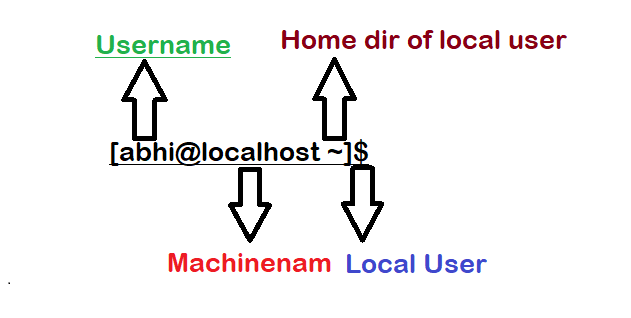 Username
Home dir of local user
[abhi@localhost ~]$
Machinenam
Local User
.